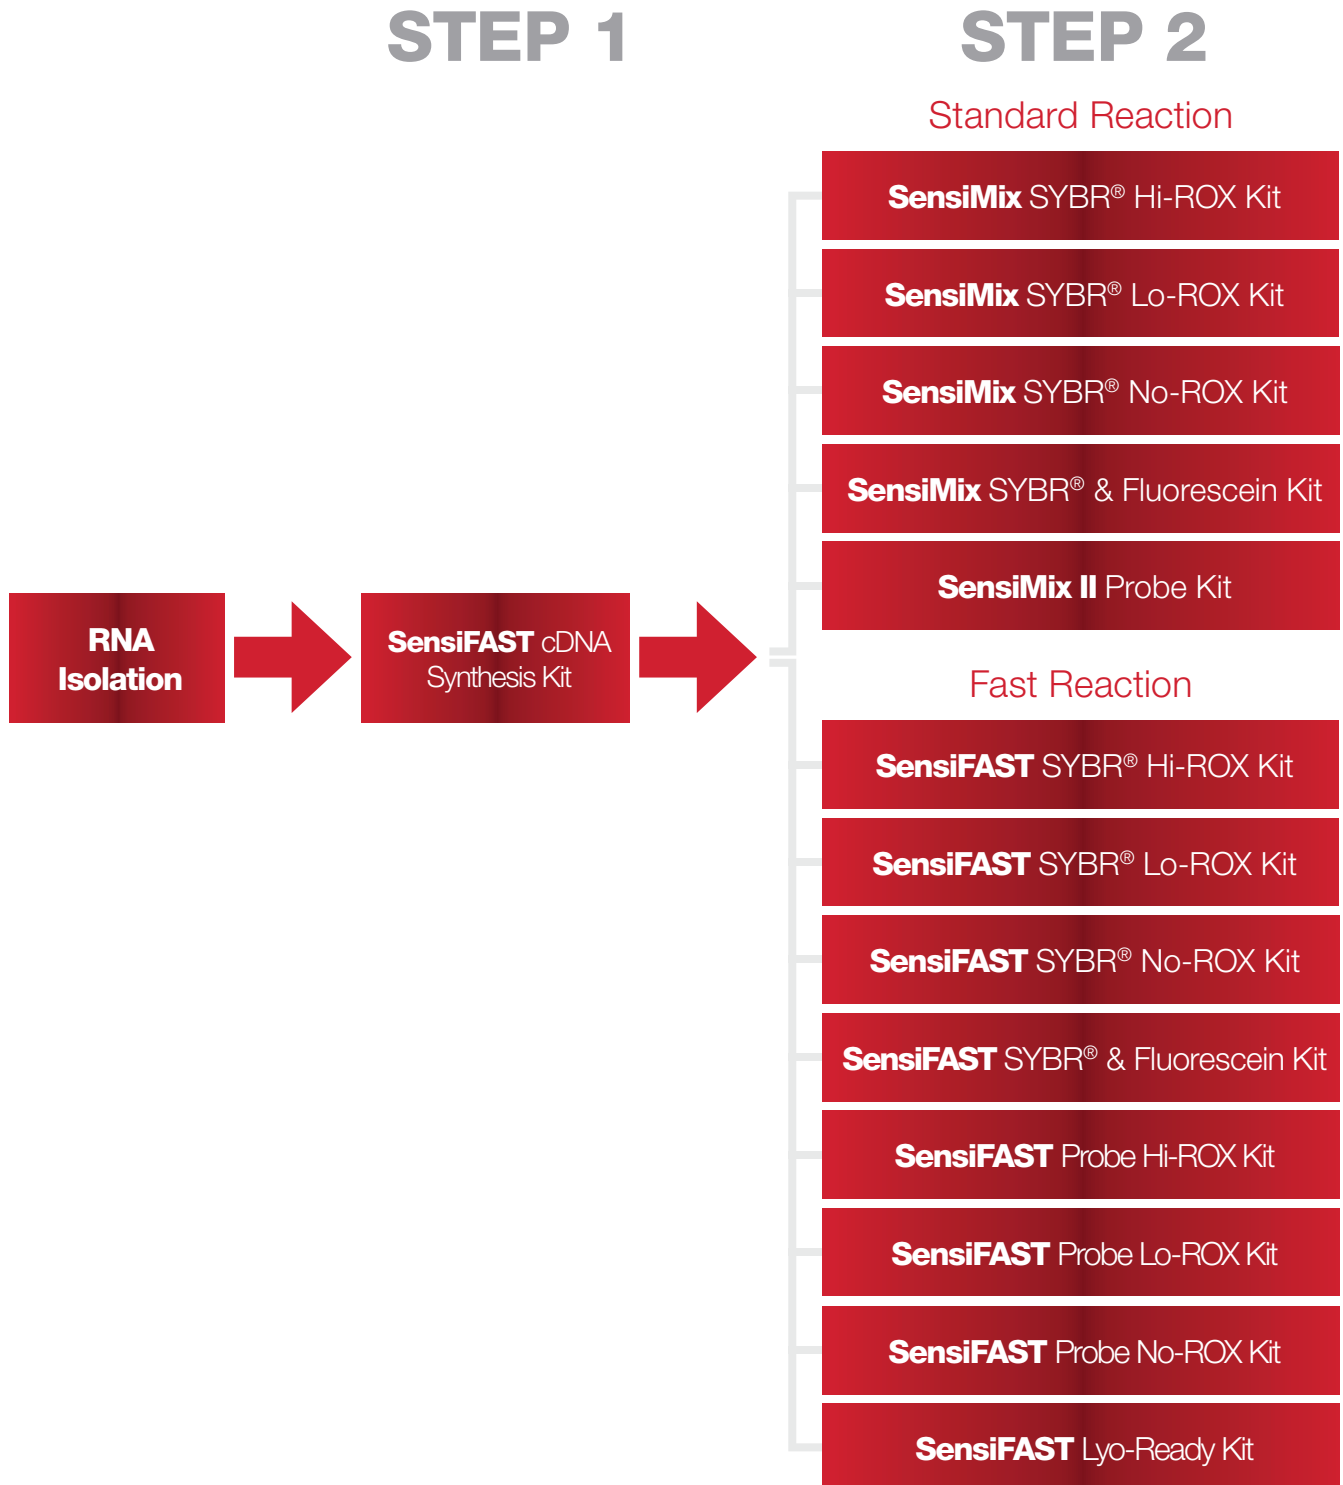 STEP 1
STEP 2
Standard Reaction
SensiMix SYBR® Hi-ROX Kit
SensiMix SYBR® Lo-ROX Kit
SensiMix SYBR® No-ROX Kit
SensiMix SYBR® & Fluorescein Kit
SensiMix II Probe Kit
RNA
Isolation
SensiFAST cDNA
Synthesis Kit
Fast Reaction
SensiFAST SYBR® Hi-ROX Kit
SensiFAST SYBR® Lo-ROX Kit
SensiFAST SYBR® No-ROX Kit
SensiFAST SYBR® & Fluorescein Kit
SensiFAST Probe Hi-ROX Kit
SensiFAST Probe Lo-ROX Kit
SensiFAST Probe No-ROX Kit
SensiFAST Lyo-Ready Kit